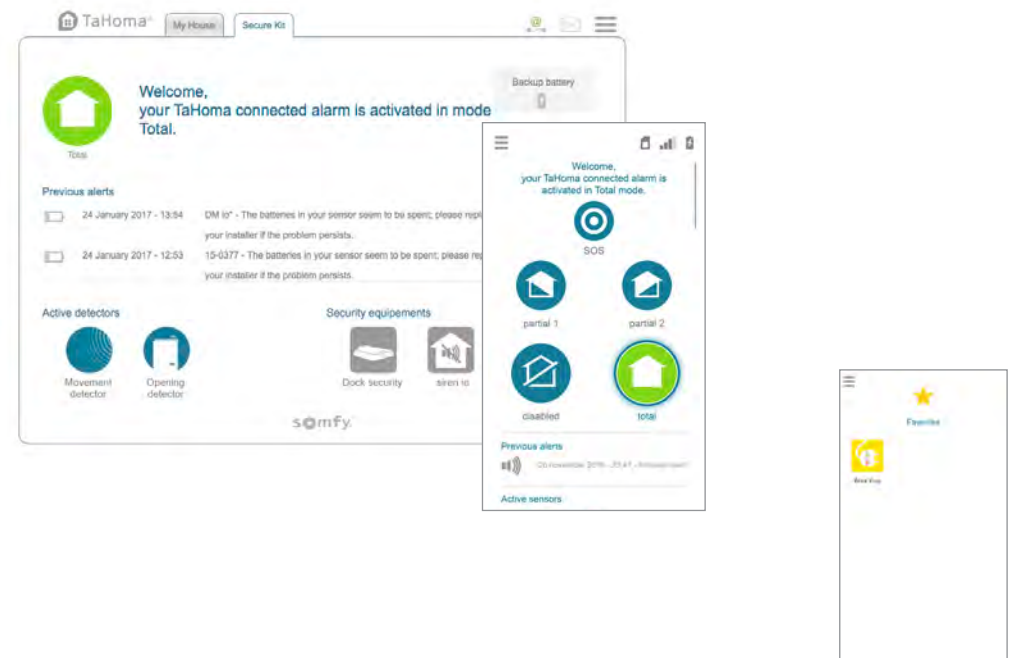 TaHoma®
My House
Secure Kit
Backup battery
Welcome,
your TaHoma connected alarm is activated in mode
Total.
Total
Previous alerts
24 January 2017 - 13:54 DM io* - The batteries in your sensor seem to be spent; please repl
your installer if the problem persists.
24 January 2017 - 12:53 15-0377 - The batteries in your sensor seem to be spent; please rep
your installer if the problem persists.
Active detectors
Movement
detector
Opening
detector
Security equipements
Dock security
siren io
somfy.
Welcome,
your TaHoma connected alarm is
activated in Total mode.
SOS
partial 1
partial 2
disabled
total
Previous alerts
Active sensors
Favorites